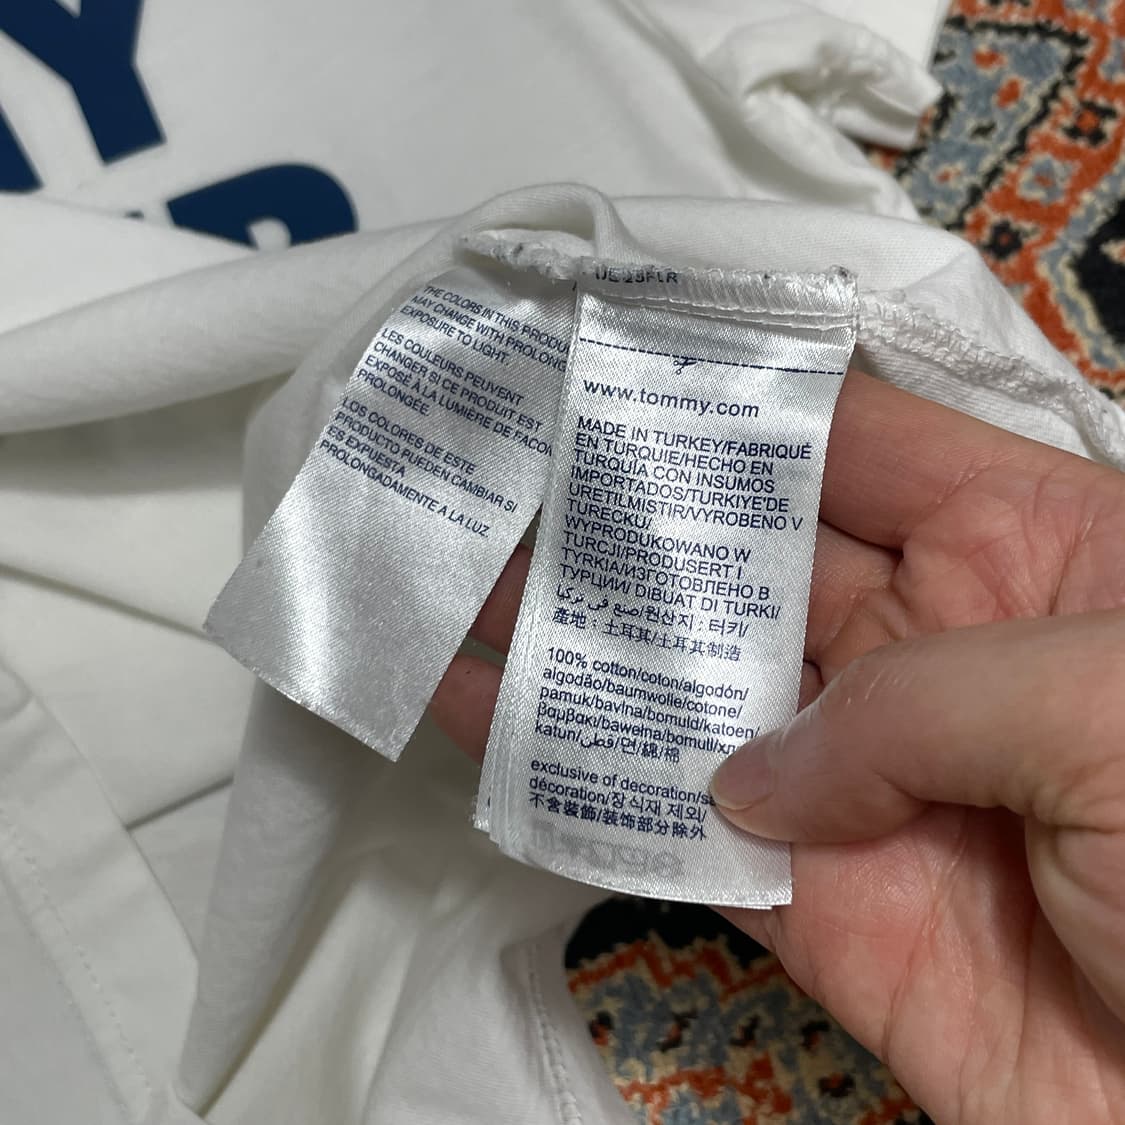 Y
THE COLORS IN THIS PRODU
MAY CHANGE WITH PROLONG
EXPOSURE TO LIGHT.
LES COULEURS PEUVENT
CHANGER SI CE PRODUIT EST
EXPOSÉ À LA LUMIÈRE DE FACON
PROLONGÉE.
LOS COLORES DE ESTE
PRODUCTO PUEDEN CAMBIAR SI
ES EXPUESTA
PROLONGADAMENTE A LA LUZ.
www.tommy.com
MADE IN TURKEY/FABRIQUÉ
EN TURQUIE/HECHO EN
TURQUÍA CON INSUMOS
IMPORTADOS/TURKIYE'DE
URETILMISTIR/VYROBENO V
TURECKU/
WYPRODUKOWANO W
TURCJI/PRODUSERT I
TYRKIA/ИЗГОТОВЛЕНО В
ТУРЦИИ/ DIBUAT DI TURKI/
صنع في تركيا/원산지 : 터키/
產地 : 土耳其/土耳其制造
100% cotton/coton/algodón/
algodão/baumwolle/cotone/
pamuk/bavlna/bomuld/katoen/
βαμβακι/bawełna/bomull/хл
katun/قطن/면/綿/棉
exclusive of decoration/s
décoration/장식재 제외/
不含裝飾/装饰部分除外